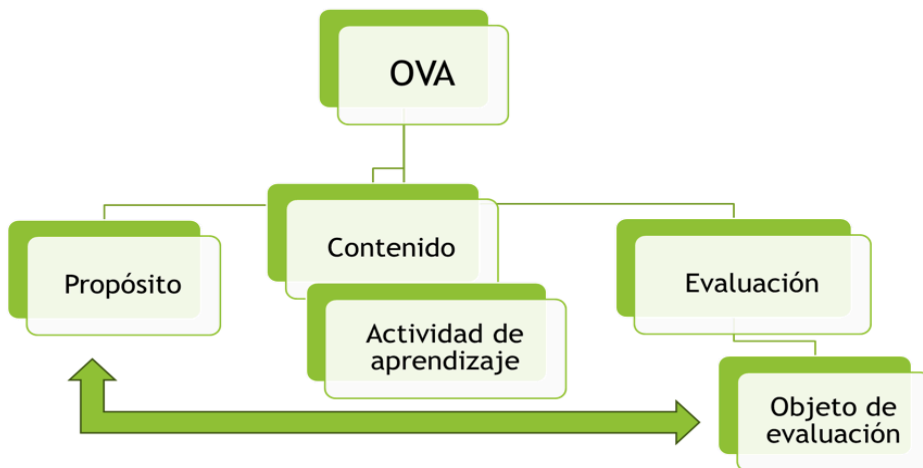 OVA
Propósito
Contenido
Actividad de
aprendizaje
Evaluación
Objeto de
evaluación